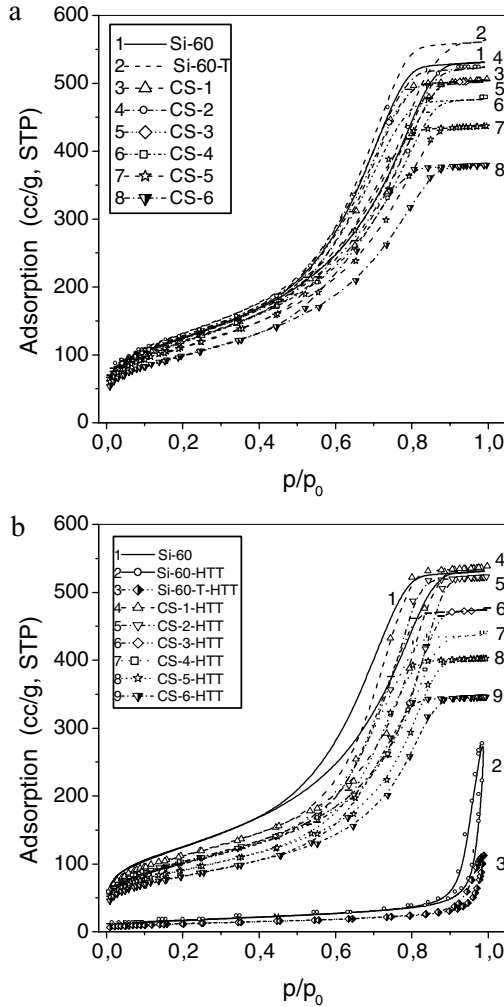 a
600
500
400
300
200
100
0
Adsorption (cc/g, STP)
1 Si-60
2 Si-60-T
3 CS-1
4 CS-2
5 CS-3
6 CS-4
7 CS-5
8 CS-6
2
1 4
3
5
6
7
8
0,0 0,2 0,4 0,6 0,8 1,0
p/p0
b
600
500
400
300
200
100
0
Adsorption (cc/g, STP)
1 Si-60
2 Si-60-HTT
3 Si-60-T-HTT
4 CS-1-HTT
5 CS-2-HTT
6 CS-3-HTT
7 CS-4-HTT
8 CS-5-HTT
9 CS-6-HTT
1
4
5
6
7
8
9
2
3
0,0 0,2 0,4 0,6 0,8 1,0
p/p0